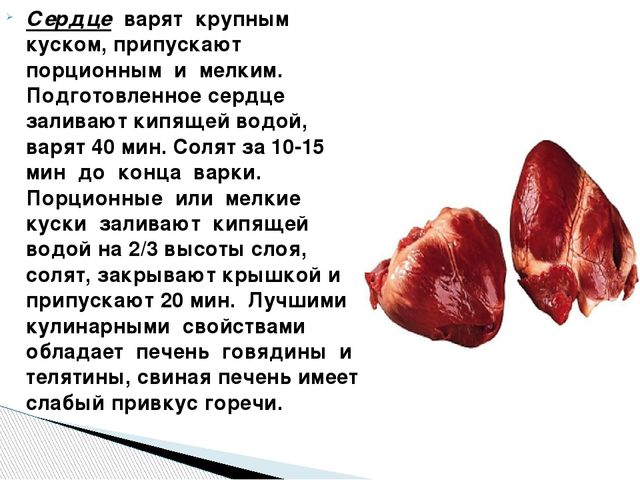 Сердце варят крупным
куском, припускают
порционным и мелким.
Подготовленное сердце
заливают кипящей водой,
варят 40 мин. Солят за 10-15
мин до конца варки.
Порционные или мелкие
куски заливают кипящей
водой на 2/3 высоты слоя,
солят, закрывают крышкой и
припускают 20 мин. Лучшими
кулинарными свойствами
обладает печень говядины и
телятины, свиная печень имеет
слабый привкус горечи.